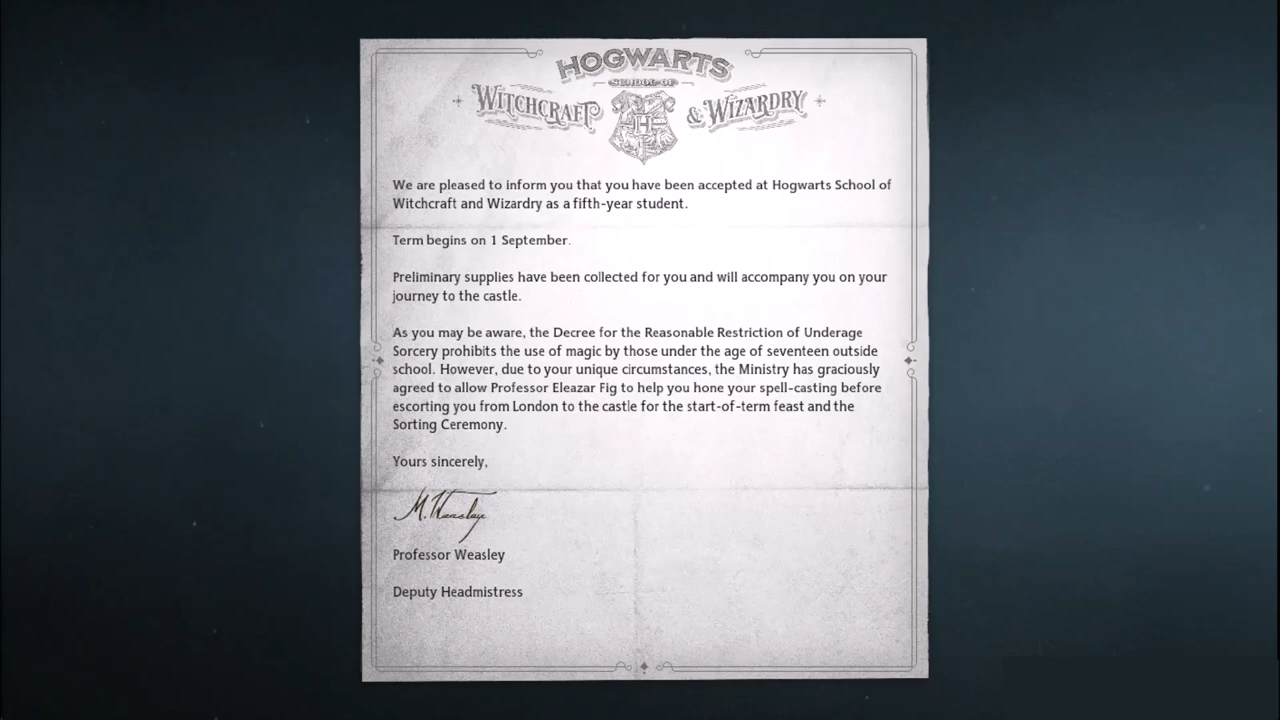 HOGWARTS
SCHOOL OF
WITCHCRAFT & WIZARDRY
H
We are pleased to inform you that you have been accepted at Hogwarts School of
Witchcraft and Wizardry as a fifth-year student.
Term begins on 1 September.
Preliminary supplies have been collected for you and will accompany you on your
journey to the castle.
As you may be aware, the Decree for the Reasonable Restriction of Underage
Sorcery prohibits the use of magic by those under the age of seventeen outside
school. However, due to your unique circumstances, the Ministry has graciously
agreed to allow Professor Eleazar Fig to help you hone your spell-casting before
escorting you from London to the castle for the start-of-term feast and the
Sorting Ceremony.
Yours sincerely,
M. Weasley
Professor Weasley
Deputy Headmistress